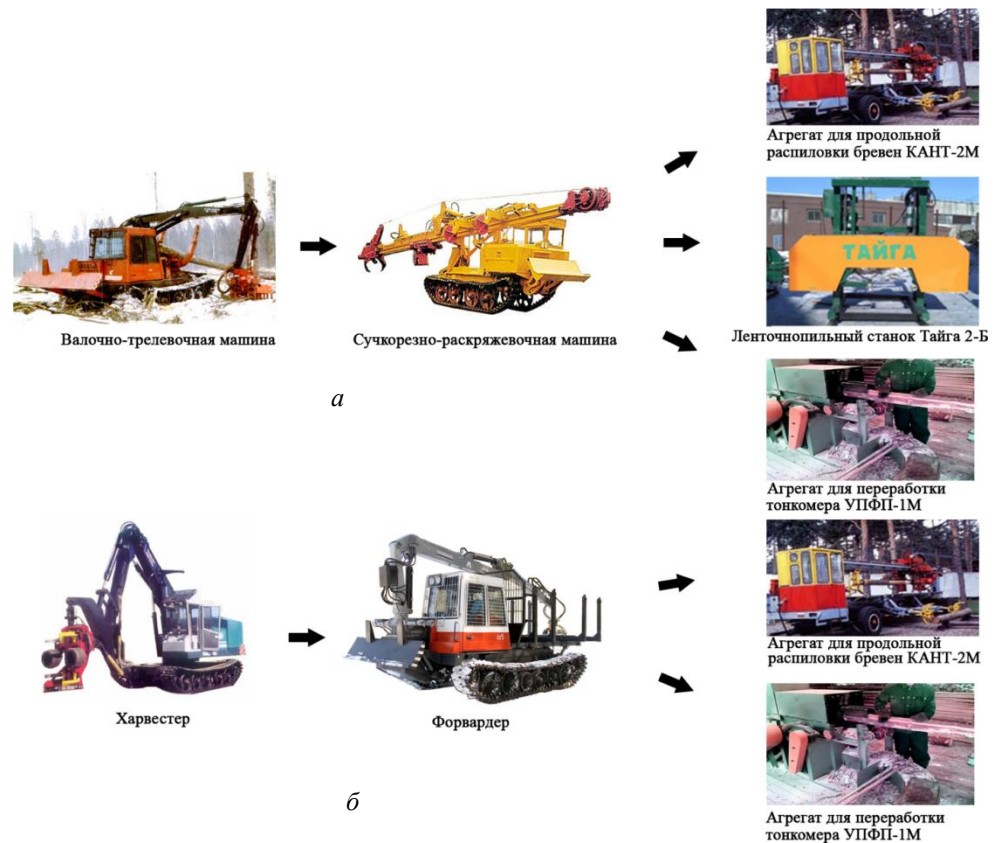 Агрегат для продольной
распиловки бревен КАНТ-2М
ТАЙГА
Валочно-трелевочная машина
Сучкорезно-раскряжевочная машина
Ленточнопильный станок Тайга 2-Б
а
Агрегат для переработки
тонкомера УПФП-1М
Харвестер
Форвардер
Агрегат для продольной
распиловки бревен КАНТ-2М
б
Агрегат для переработки
тонкомера УПФП-1М